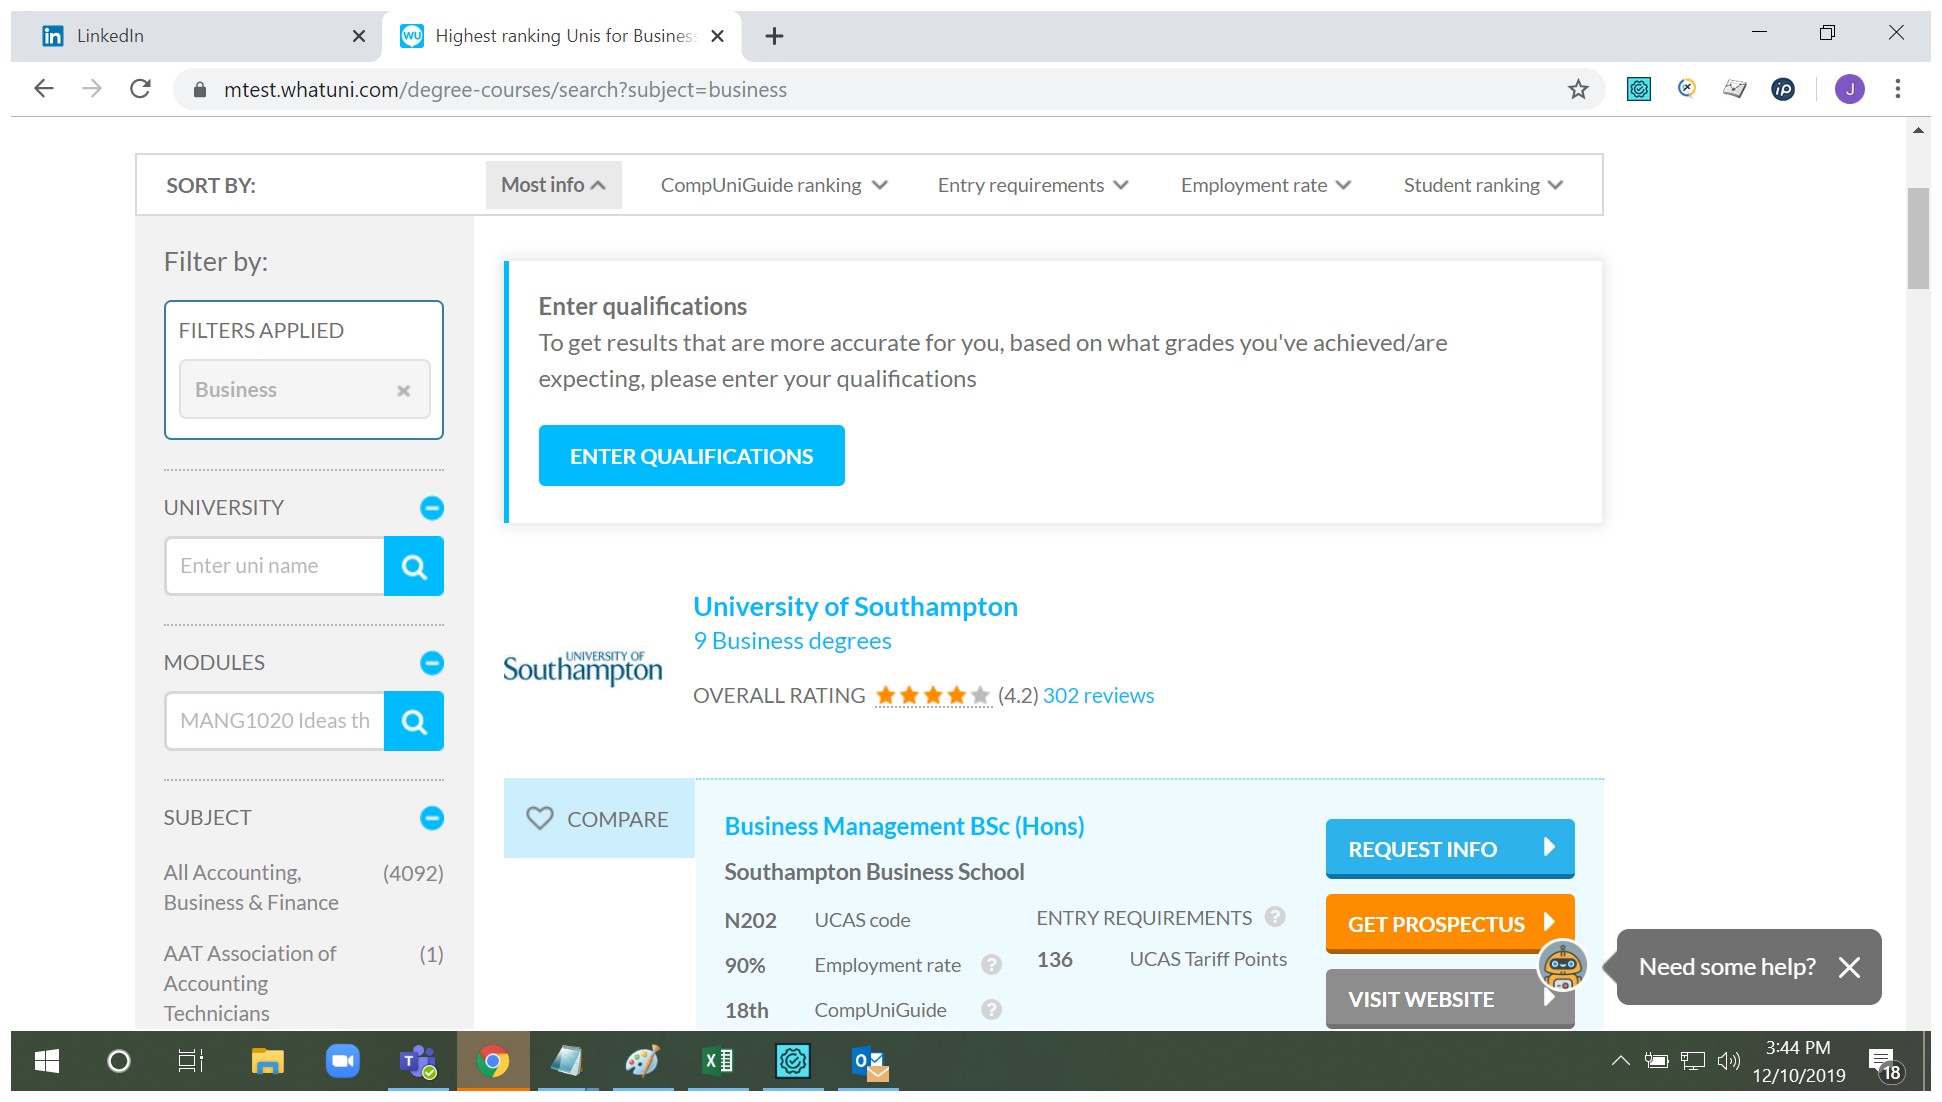 LinkedIn
Highest ranking Unis for Busines
mtest.whatuni.com/degree-courses/search?subject=business
J
SORT BY:
Most info
CompUniGuide ranking
Entry requirements
Employment rate
Student ranking
Filter by:
FILTERS APPLIED
Business
UNIVERSITY
Enter uni name
MODULES
MANG1020 Ideas th
SUBJECT
All Accounting, (4092)
Business & Finance
AAT Association of (1)
Accounting
Technicians
Enter qualifications
To get results that are more accurate for you, based on what grades you've achieved/are
expecting, please enter your qualifications
ENTER QUALIFICATIONS
UNIVERSITY OF
Southampton
University of Southampton
9 Business degrees
OVERALL RATING (4.2) 302 reviews
COMPARE
Business Management BSc (Hons)
Southampton Business School
N202 UCAS code
90% Employment rate ?
18th CompUniGuide ?
ENTRY REQUIREMENTS ?
136 UCAS Tariff Points
REQUEST INFO
GET PROSPECTUS
VISIT WEBSITE
Need some help?
3:44 PM
12/10/2019
18